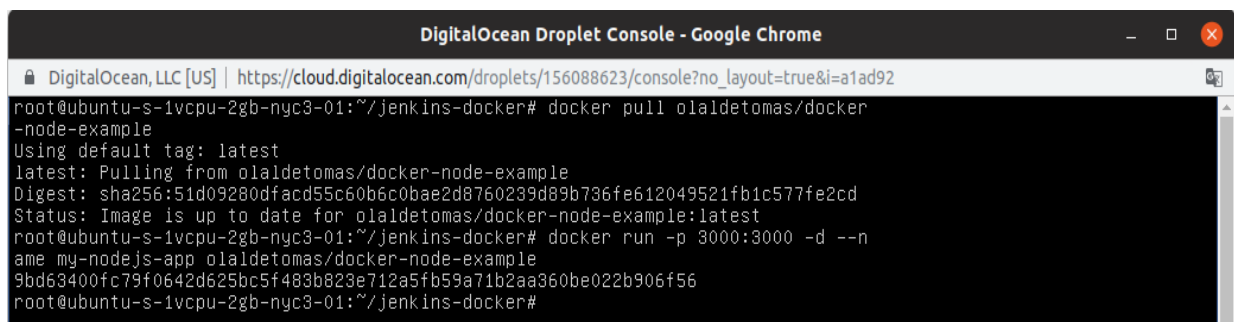 DigitalOcean Droplet Console - Google Chrome
DigitalOcean, LLC [US] | https://cloud.digitalocean.com/droplets/156088623/console?no_layout=true&i=a1ad92
root@ubuntu-s-1vcpu-2gb-nyc3-01:~/jenkins-docker# docker pull olaldetomas/docker
-node-example
Using default tag: latest
latest: Pulling from olaldetomas/docker-node-example
Digest: sha256:51d09280dfacd55c60b6c0bae2d8760239d89b736fe612049521fb1c577fe2cd
Status: Image is up to date for olaldetomas/docker-node-example:latest
root@ubuntu-s-1vcpu-2gb-nyc3-01:~/jenkins-docker# docker run -p 3000:3000 -d --n
ame my-nodejs-app olaldetomas/docker-node-example
9bd63400fc79f0642d625bc5f483b823e712a5fb59a71b2aa360be022b906f56
root@ubuntu-s-1vcpu-2gb-nyc3-01:~/jenkins-docker#